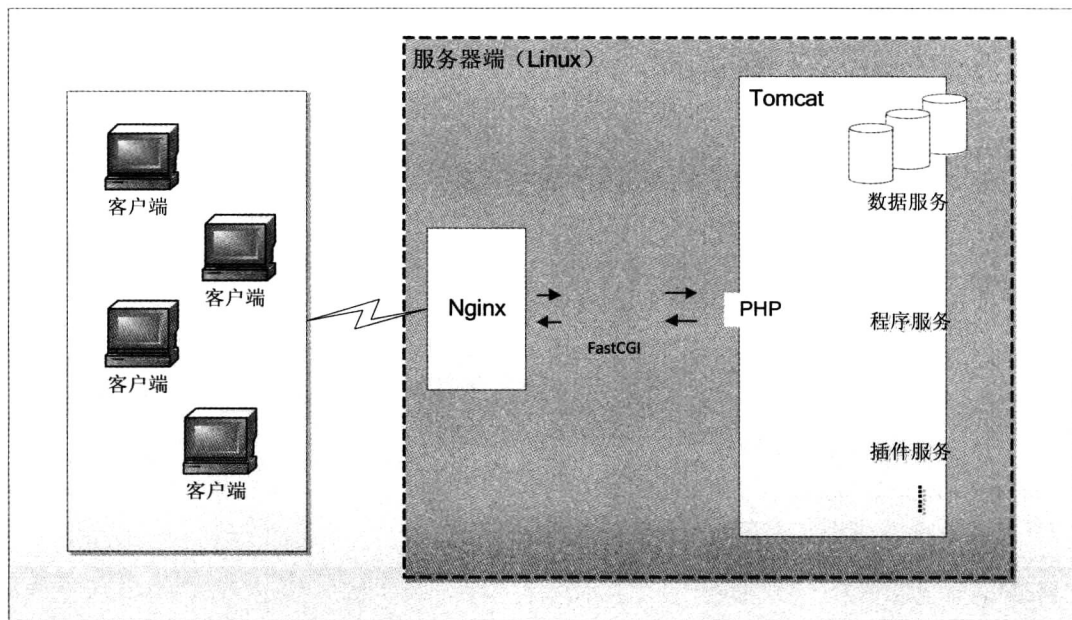 服务器端（Linux）
Tomcat
客户端
数据服务
客户端
Nginx
PHP
程序服务
FastCGI
客户端
插件服务
客户端